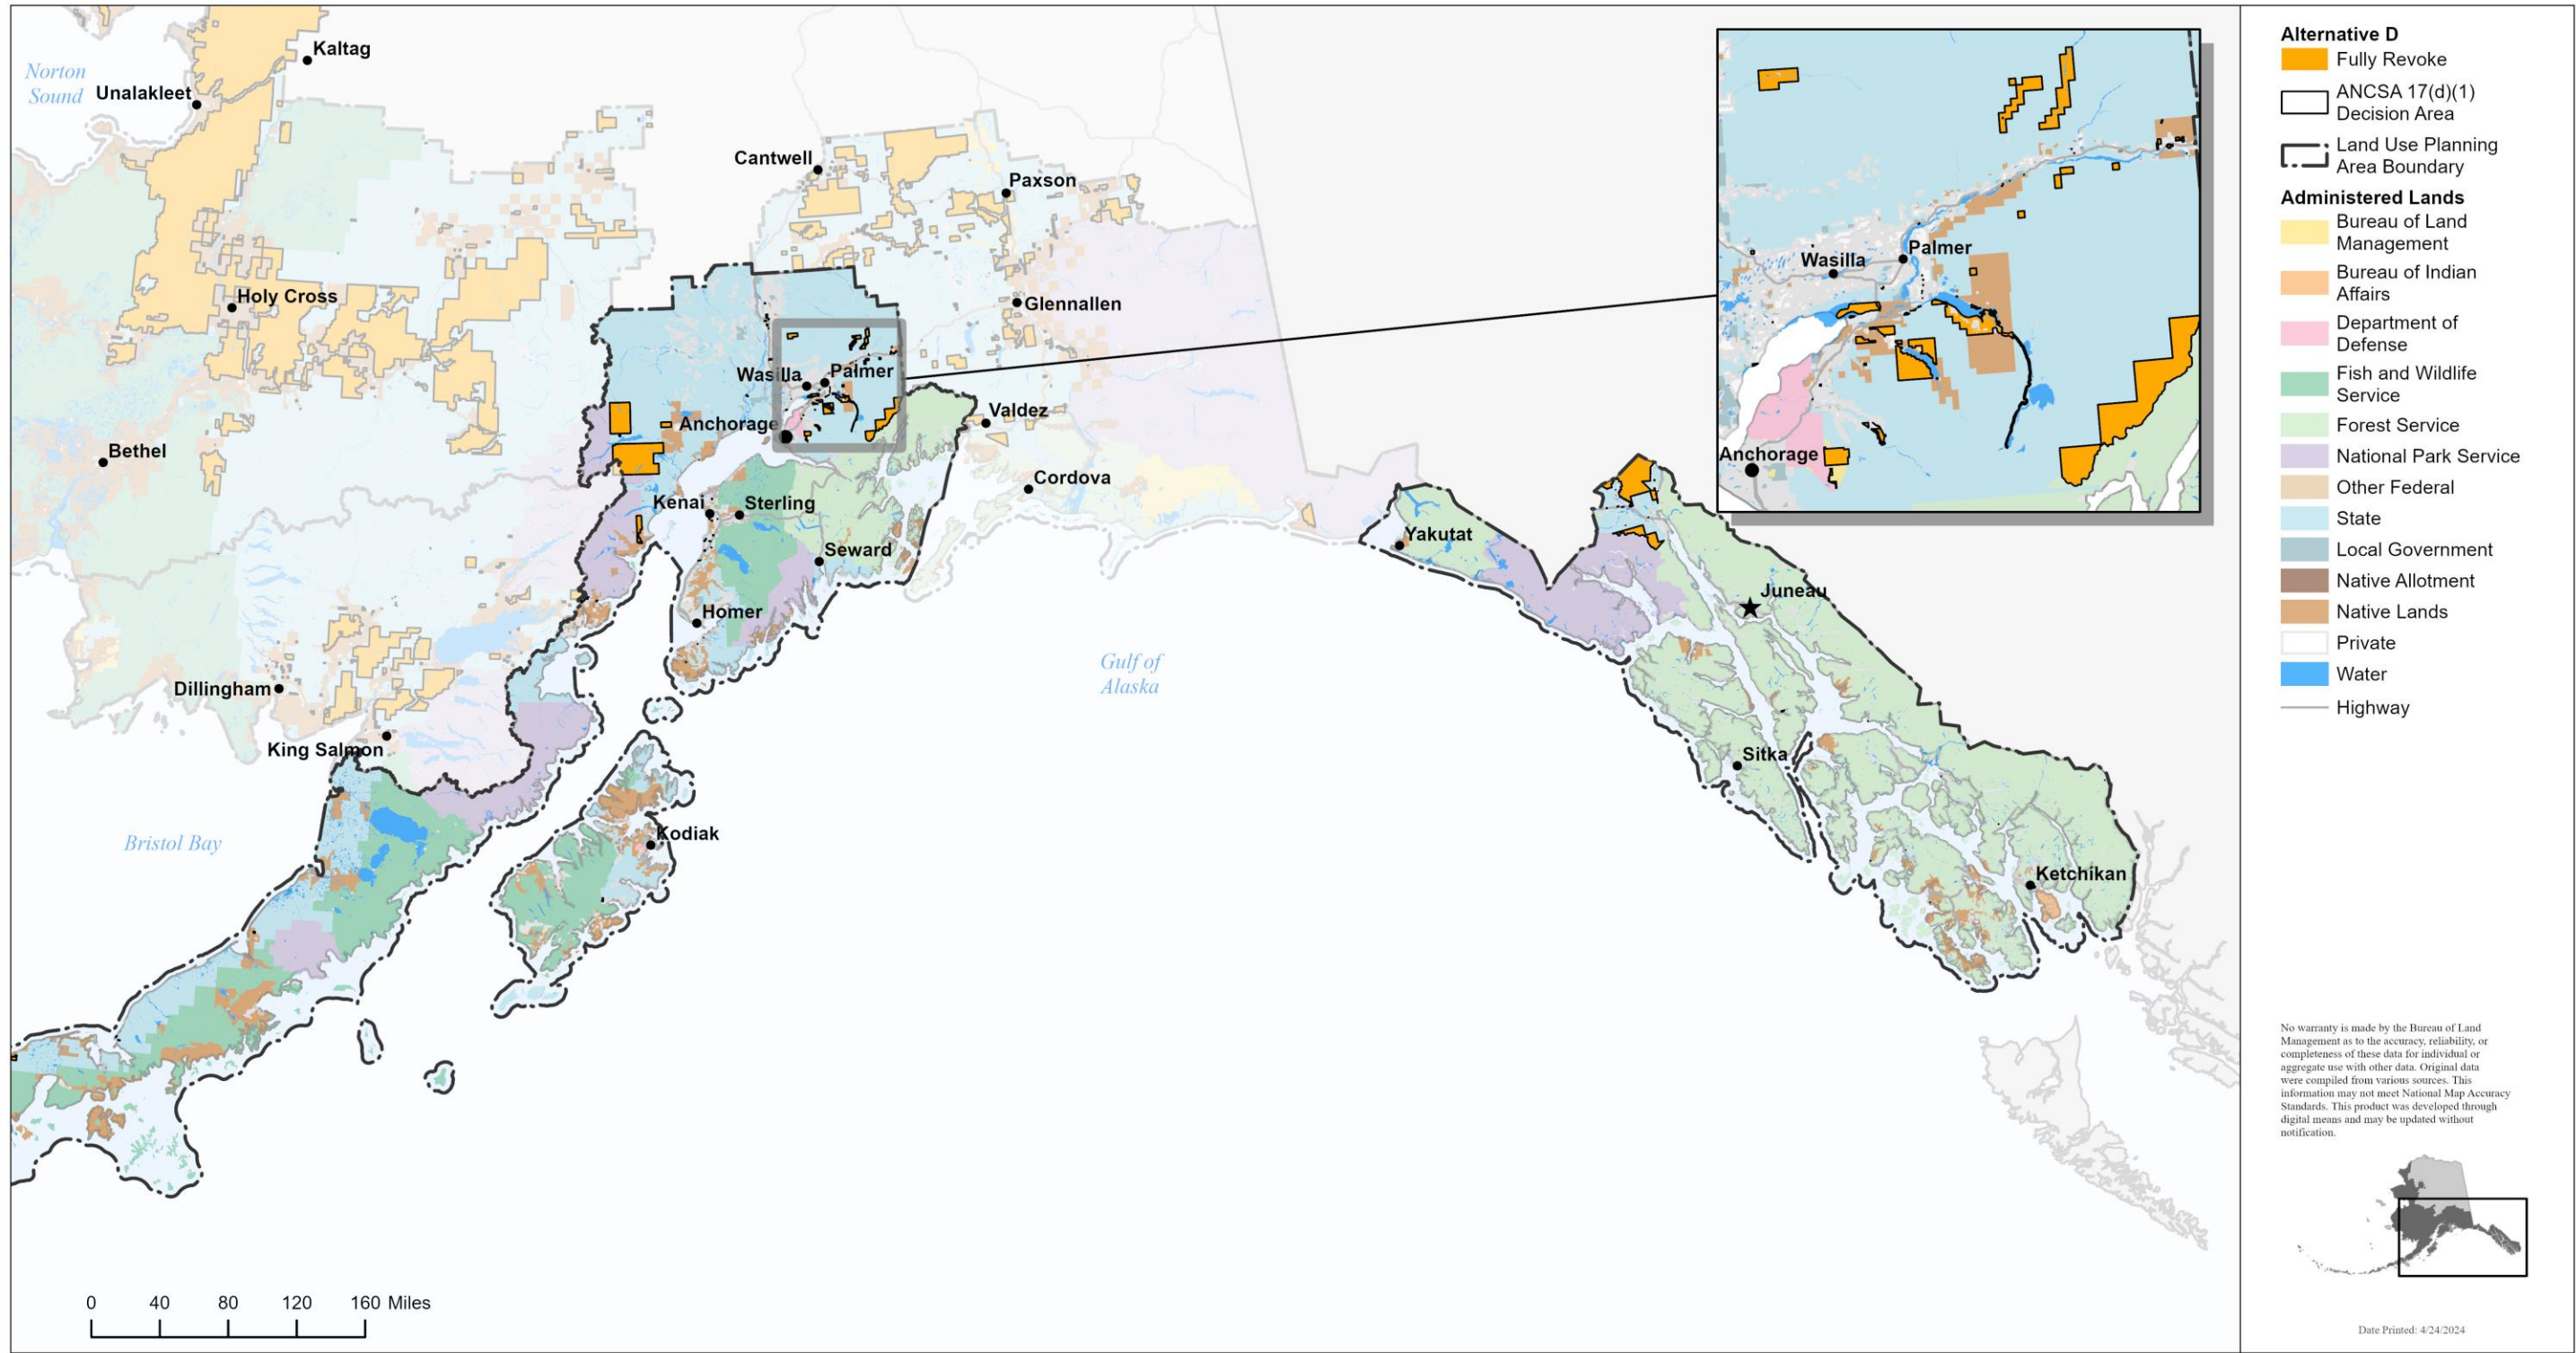 Kaltag
Norton
Sound
Unalakleet
Cantwell
Paxson
Holy Cross
Glennallen
Wasilla
Palmer
Anchorage
Valdez
Bethel
Cordova
Kenai
Sterling
Seward
Yakutat
Homer
Juneau
Gulf of
Alaska
Dillingham
King Salmon
Sitka
Bristol Bay
Kodiak
Ketchikan
0 40 80 120 160 Miles
Palmer
Wasilla
Anchorage
Alternative D
Fully Revoke
ANCSA 17(d)(1)
Decision Area
Land Use Planning
Area Boundary
Administered Lands
Bureau of Land
Management
Bureau of Indian
Affairs
Department of
Defense
Fish and Wildlife
Service
Forest Service
National Park Service
Other Federal
State
Local Government
Native Allotment
Native Lands
Private
Water
Highway
No warranty is made by the Bureau of Land
Management as to the accuracy, reliability, or
completeness of these data for individual or
aggregate use with other data. Original data
were compiled from various sources. This
information may not meet National Map Accuracy
Standards. This product was developed through
digital means and may be updated without
notification.
Date Printed: 4/24/2024